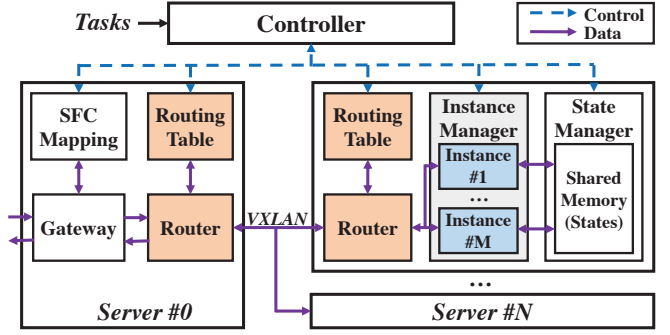 Tasks
Controller
Control
Data
SFC
Mapping
Routing
Table
Gateway
Router
Server #0
VXLAN
Routing
Table
Router
Instance
Manager
Instance
#1
...
Instance
#M
State
Manager
Shared
Memory
(States)
...
Server #N